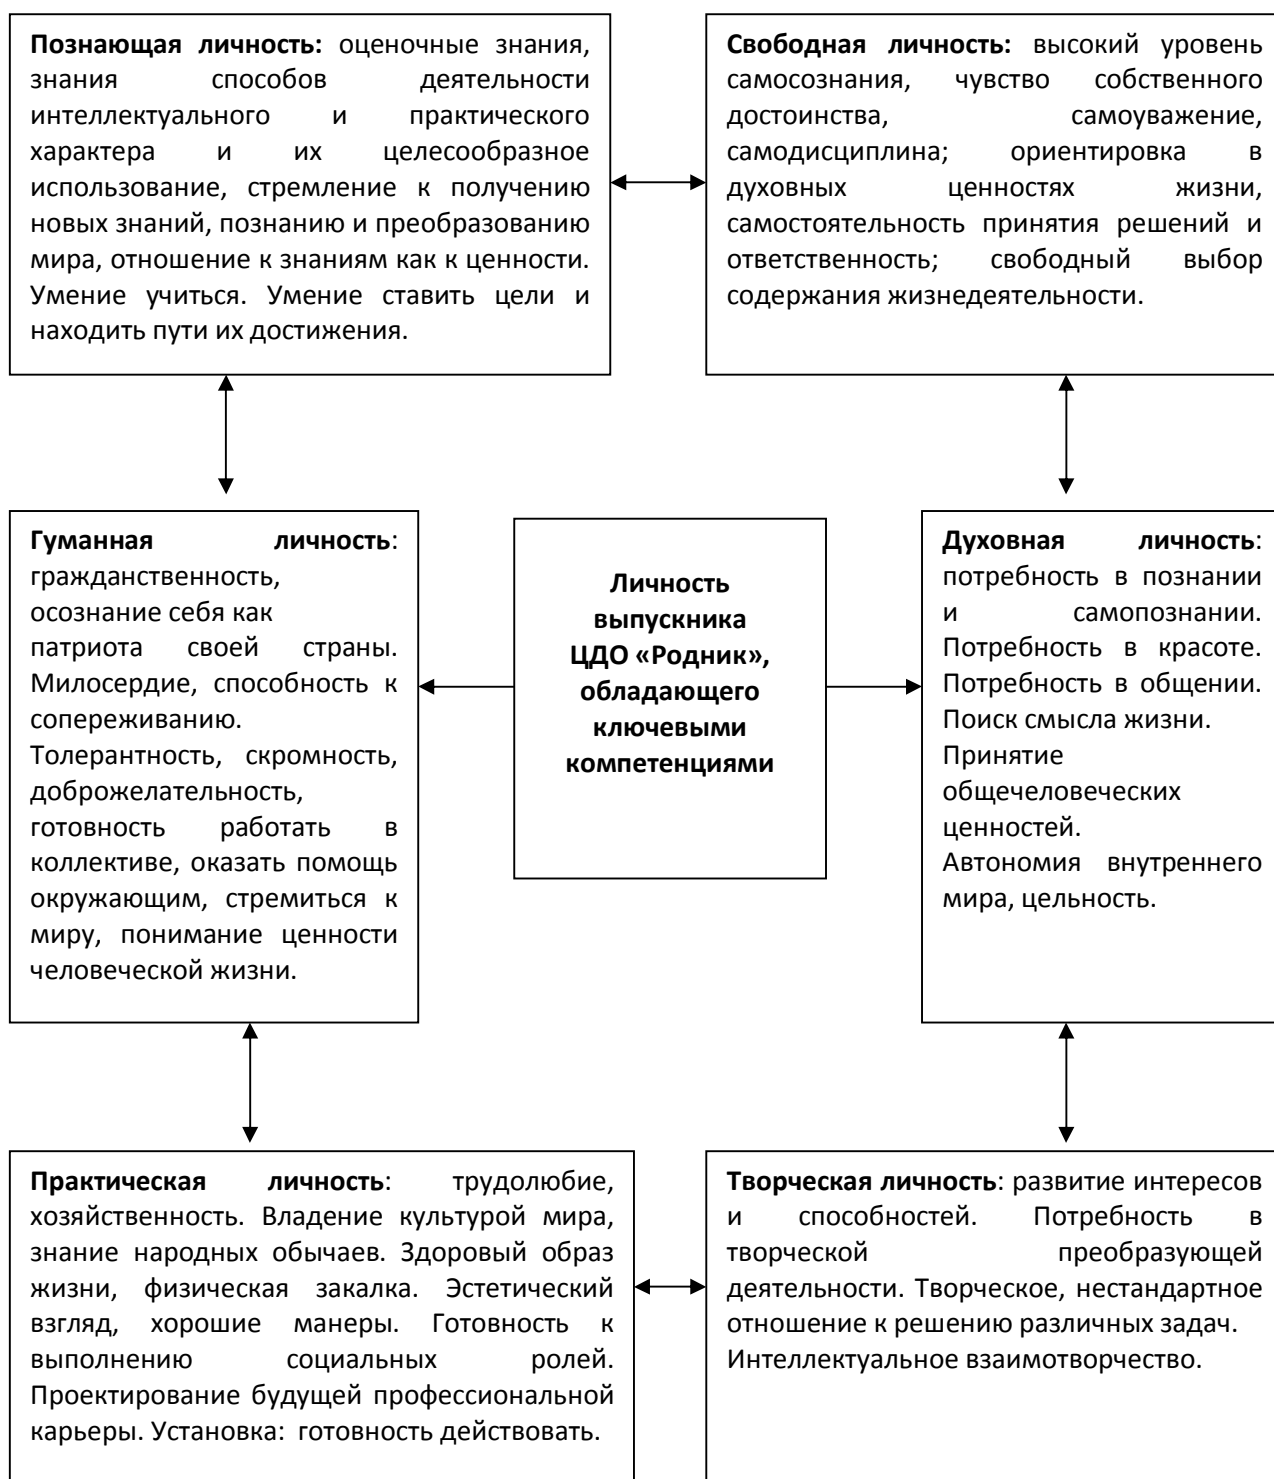 Познающая личность: оценочные знания,
знания способов деятельности
интеллектуального и практического
характера и их целесообразное
использование, стремление к получению
новых знаний, познанию и преобразованию
мира, отношение к знаниям как к ценности.
Умение учиться. Умение ставить цели и
находить пути их достижения.
Свободная личность: высокий уровень
самосознания, чувство собственного
достоинства, самоуважение,
самодисциплина; ориентировка в
духовных ценностях жизни,
самостоятельность принятия решений и
ответственность; свободный выбор
содержания жизнедеятельности.
Гуманная личность:
гражданственность,
осознание себя как
патриота своей страны.
Милосердие, способность к
сопереживанию.
Толерантность, скромность,
доброжелательность,
готовность работать в
коллективе, оказать помощь
окружающим, стремиться к
миру, понимание ценности
человеческой жизни.
Личность
выпускника
ЦДО «Родник»,
обладающего
ключевыми
компетенциями
Духовная личность:
потребность в познании
и самопознании.
Потребность в красоте.
Потребность в общении.
Поиск смысла жизни.
Принятие
общечеловеческих
ценностей.
Автономия внутреннего
мира, цельность.
Практическая личность: трудолюбие,
хозяйственность. Владение культурой мира,
знание народных обычаев. Здоровый образ
жизни, физическая закалка. Эстетический
взгляд, хорошие манеры. Готовность к
выполнению социальных ролей.
Проектирование будущей профессиональной
карьеры. Установка: готовность действовать.
Творческая личность: развитие интересов
и способностей. Потребность в
творческой преобразующей
деятельности. Творческое, нестандартное
отношение к решению различных задач.
Интеллектуальное взаимотворчество.